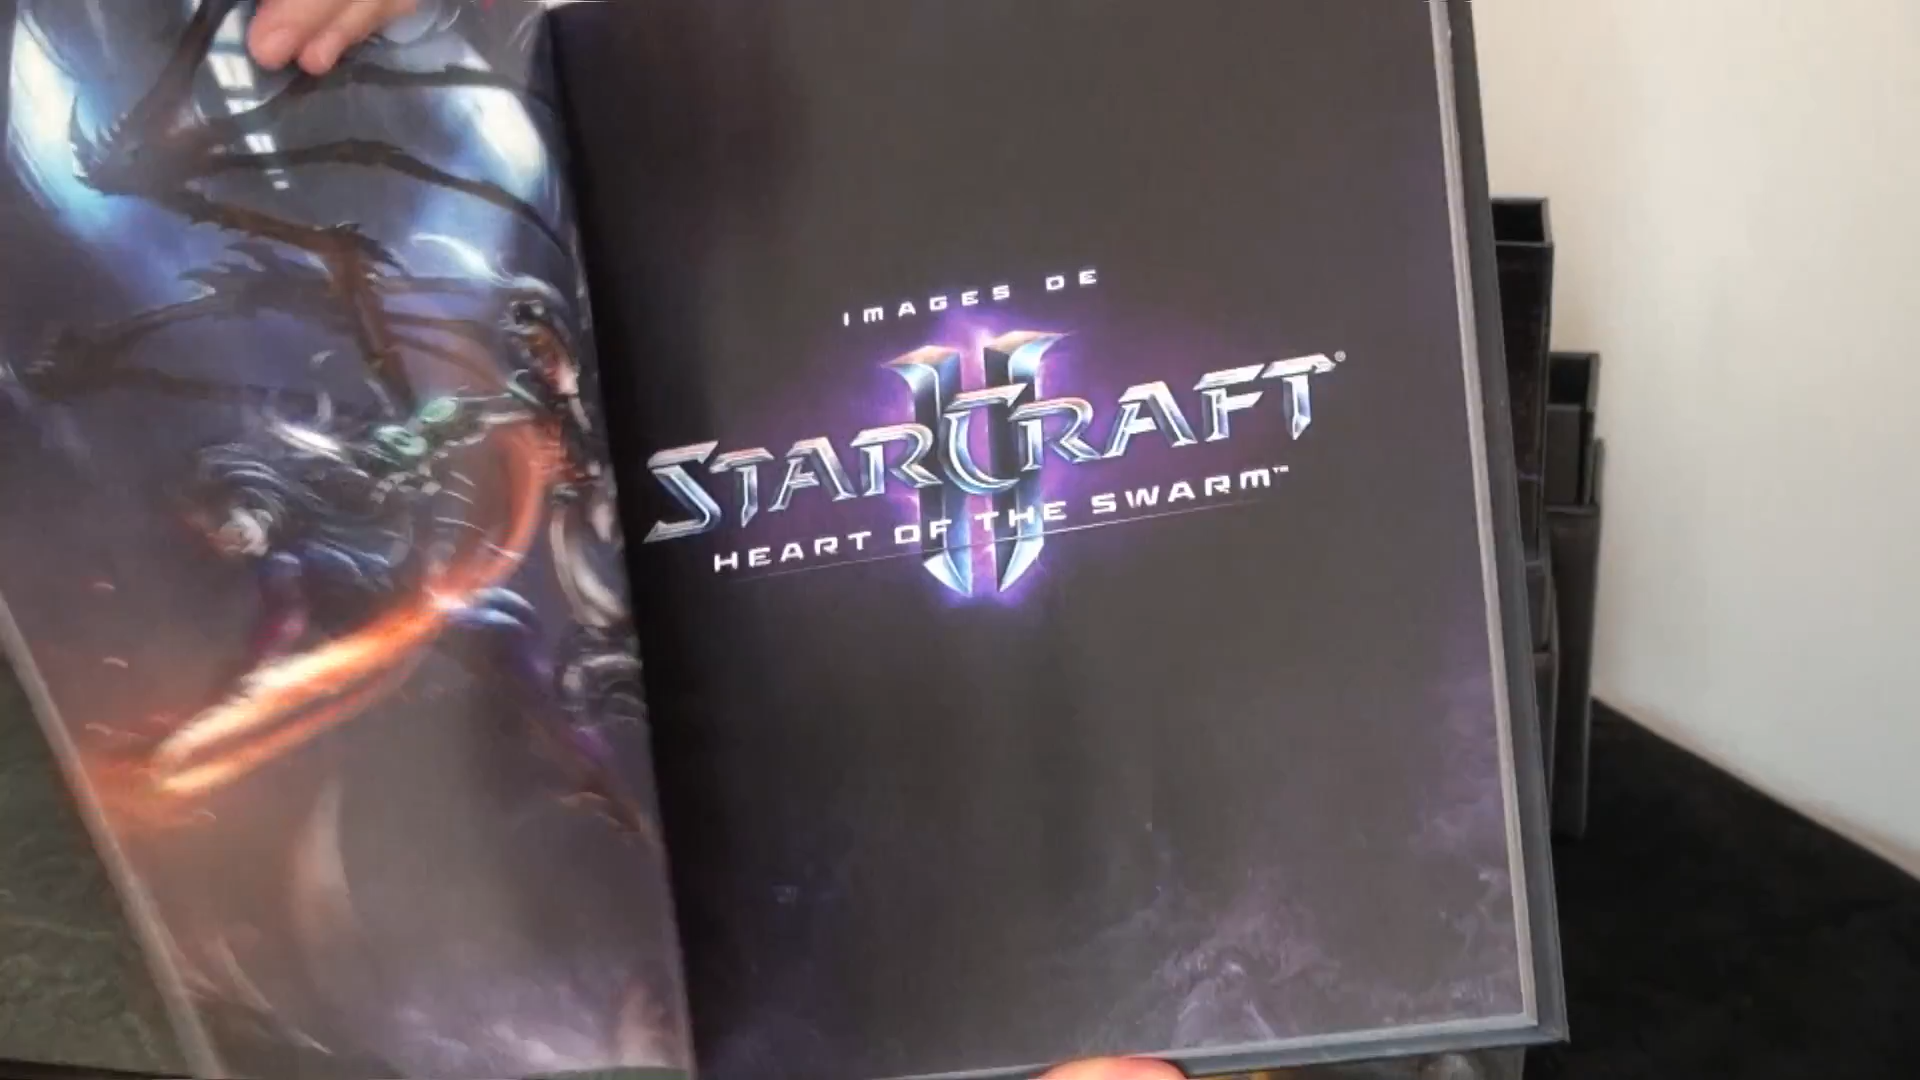 IMAGES DE
STARCRAFT®
II
HEART OF THE SWARM™